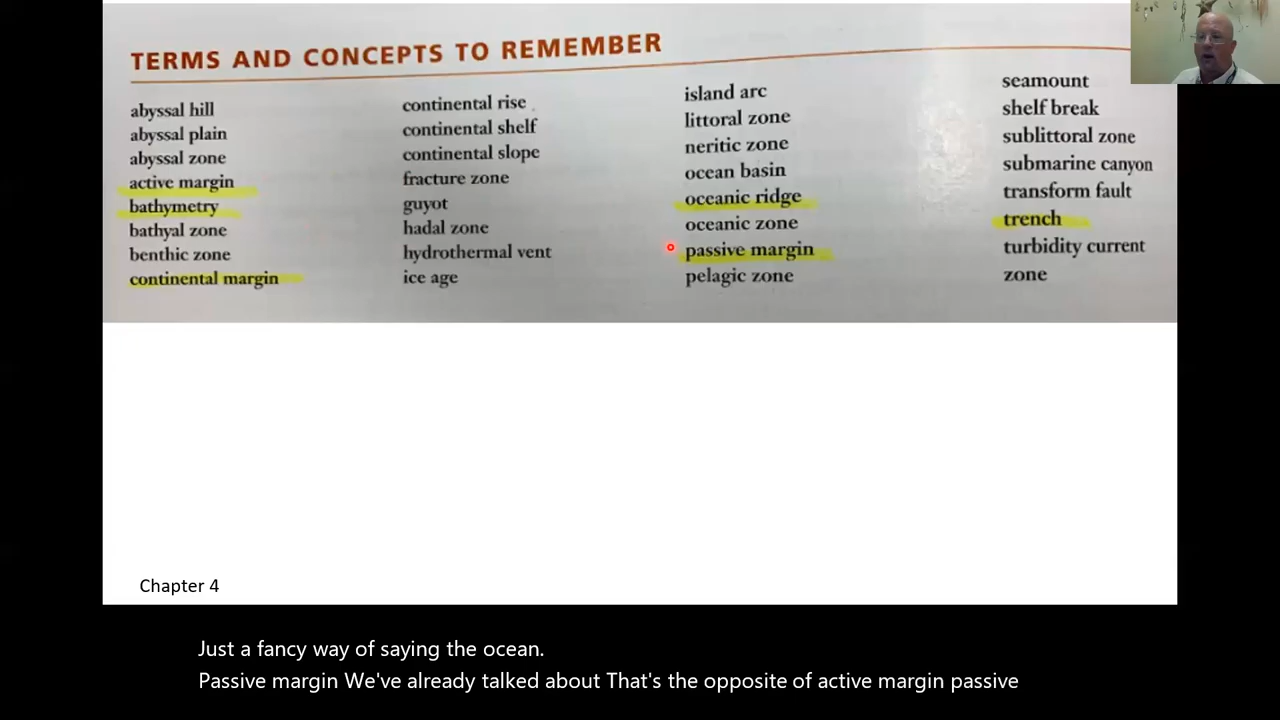 TERMS AND CONCEPTS TO REMEMBER
abyssal hill
abyssal plain
abyssal zone
active margin
bathymetry
bathyal zone
benthic zone
continental margin
continental rise
continental shelf
continental slope
fracture zone
guyot
hadal zone
hydrothermal vent
ice age
island arc
littoral zone
neritic zone
ocean basin
oceanic ridge
oceanic zone
passive margin
pelagic zone
seamount
shelf break
sublittoral zone
submarine canyon
transform fault
trench
turbidity current
zone
Chapter 4
Just a fancy way of saying the ocean.
Passive margin We've already talked about That's the opposite of active margin passive